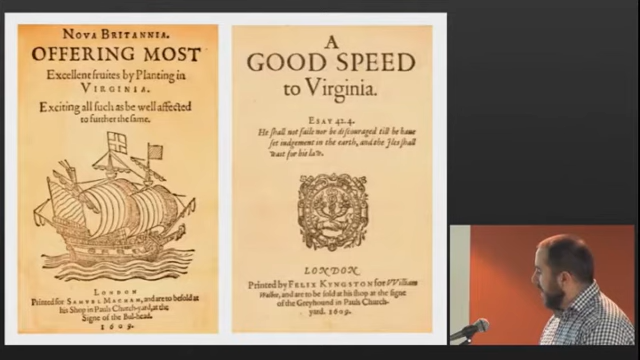 NOVA BRITANNIA.
OFFERING MOST
Excellent fruites by Planting in
VIRGINIA.
Exciting all such as be well affected
to further the same.
LONDON
Printed for SAMVEL MACHAM, and are to be sold at
his Shop in Pauls Church-yard, at the
Signe of the Bul-head.
1609.
A
GOOD SPEED
to Virginia.
ESAY 42.4.
He shall not faile nor be discouraged till he haue
set iudgement in the earth, and the Iles shall
wait for his law.
LONDON
Printed by FELIX KYNGSTON for William
Welbie, and are to be sold at his shop at the signe
of the Greyhound in Pauls Church-
yard. 1609.